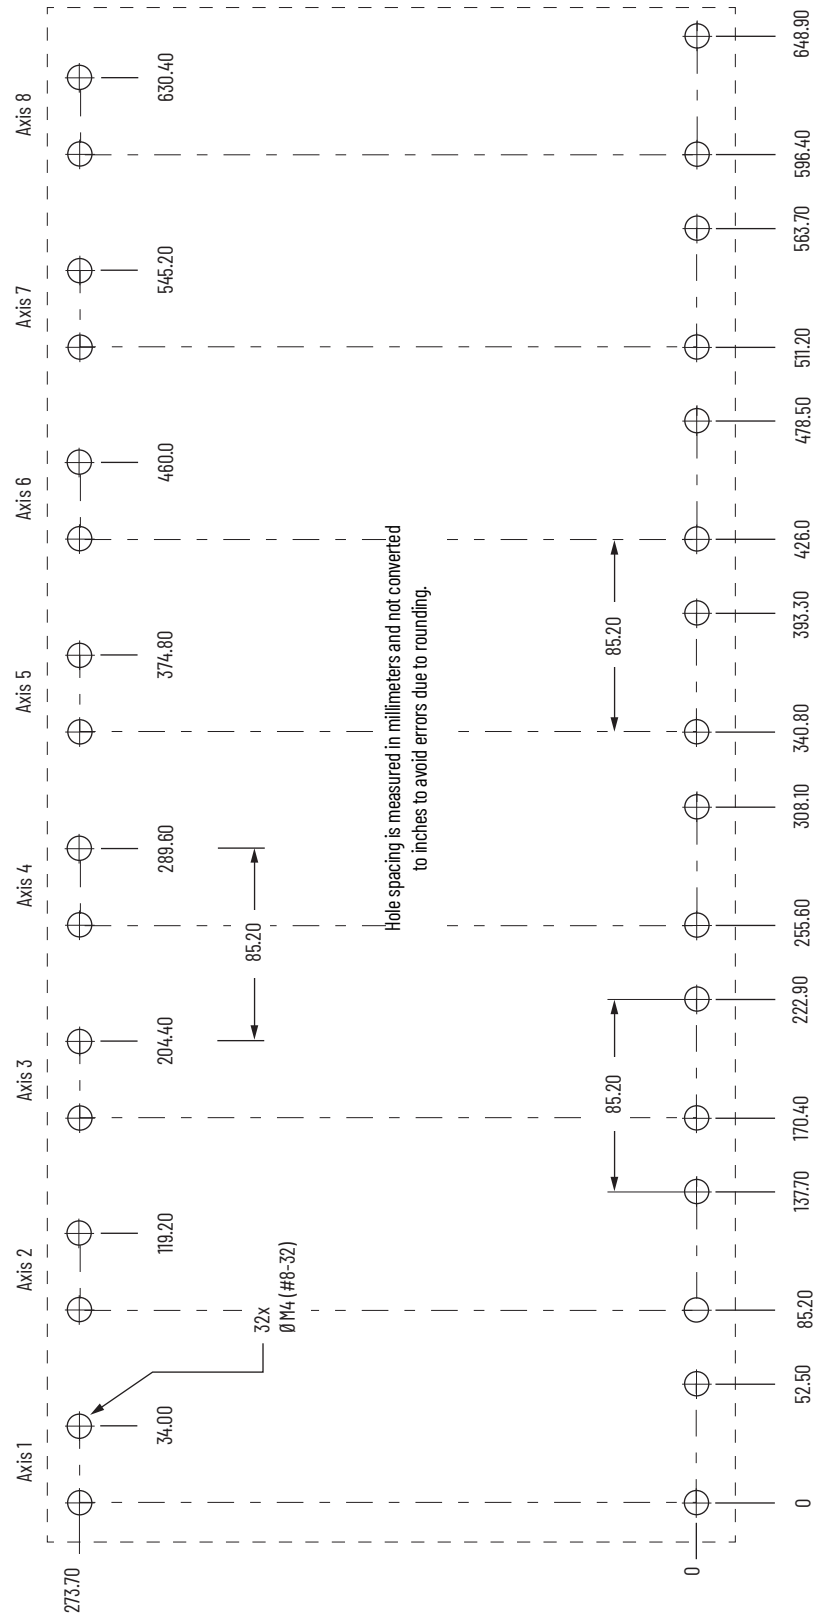 Axis 1
Axis 2
Axis 3
Axis 4
Axis 5
Axis 6
Axis 7
Axis 8
273.70
34.00
119.20
204.40
289.60
374.80
460.0
545.20
630.40
32x
Ø M4 (#8-32)
85.20
Hole spacing is measured in millimeters and not converted
to inches to avoid errors due to rounding.
85.20
85.20
0
0
52.50
85.20
137.70
170.40
222.90
255.60
308.10
340.80
393.30
426.0
478.50
511.20
563.70
596.40
648.90